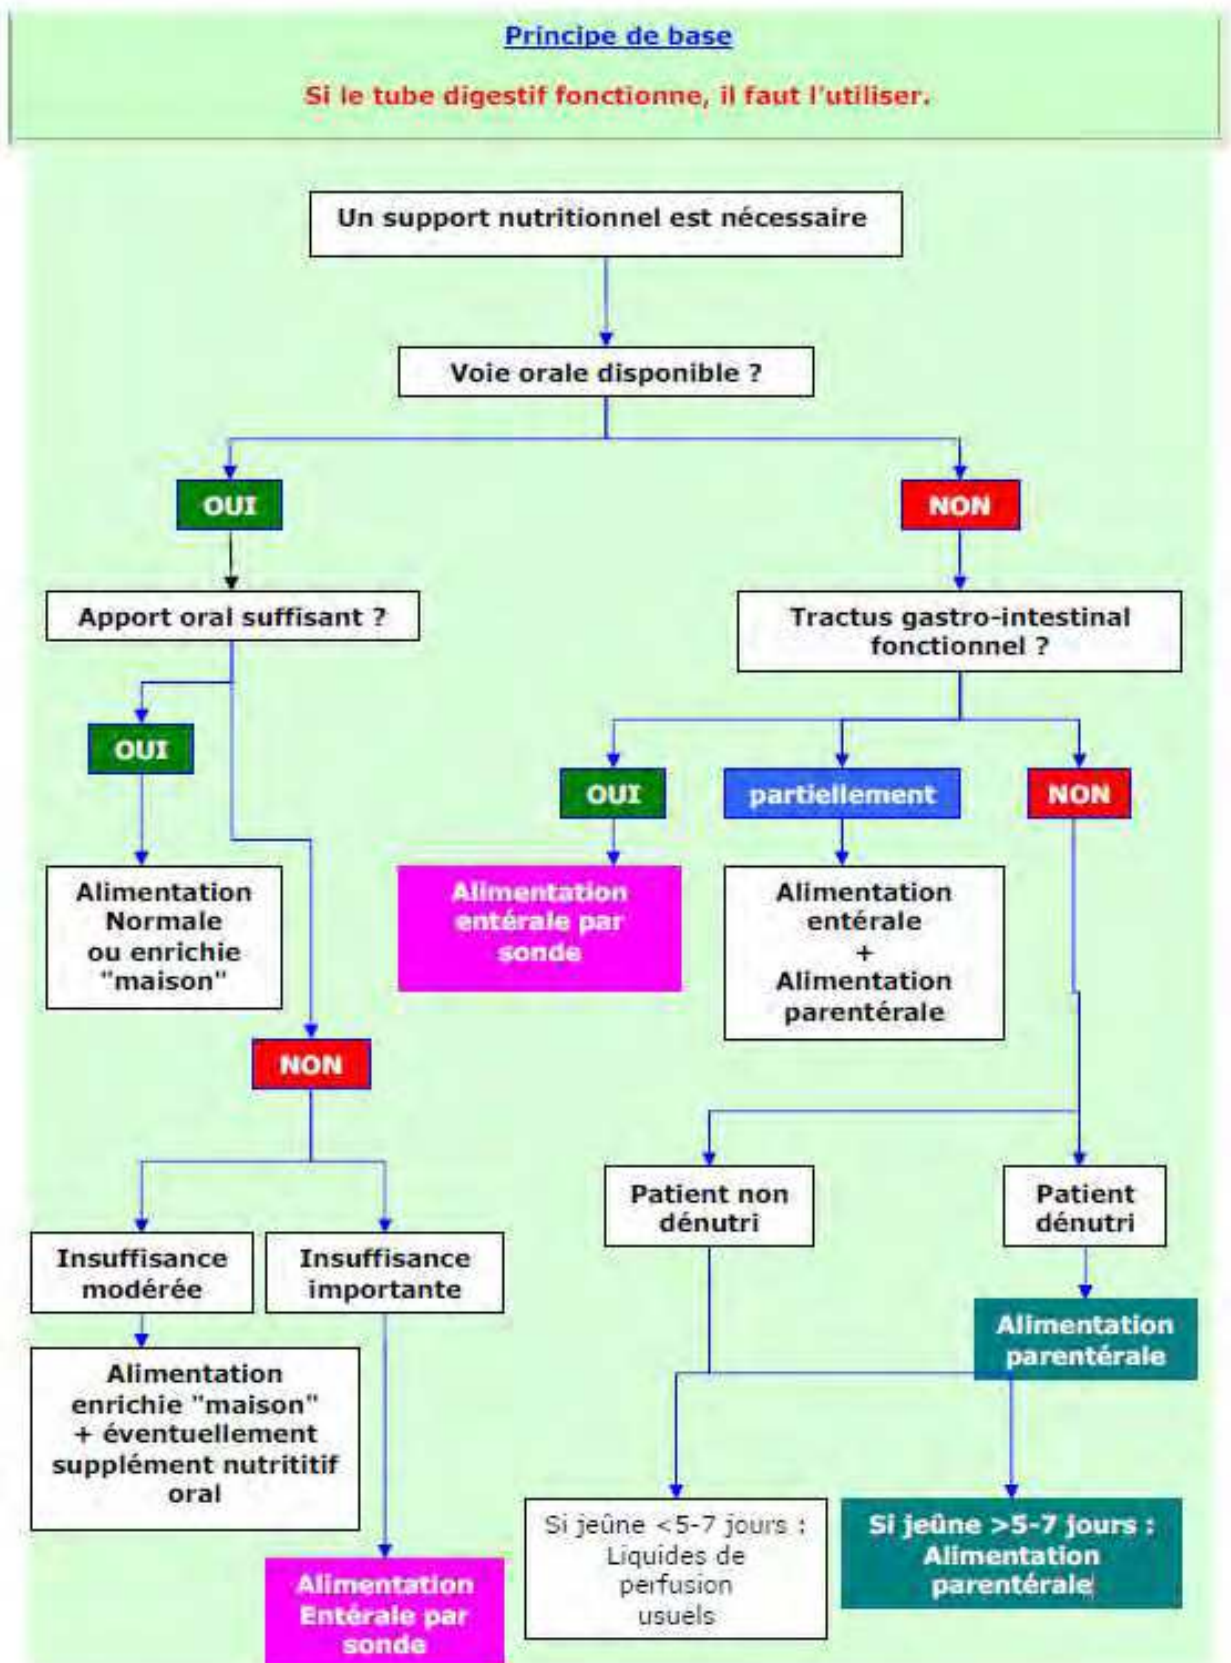 Principe de base
Si le tube digestif fonctionne, il faut l'utiliser.
Un support nutritionnel est nécessaire
Voie orale disponible ?
OUI
NON
Apport oral suffisant ?
Tractus gastro-intestinal
fonctionnel ?
OUI
OUI
partiellement
NON
Alimentation
Normale
ou enrichie
"maison"
Alimentation
entérale par
sonde
Alimentation
entérale
+
Alimentation
parentérale
NON
Patient non
dénutri
Patient
dénutri
Insuffisance
modérée
Insuffisance
importante
Alimentation
parentérale
Alimentation
enrichie "maison"
+ éventuellement
supplément nutrititif
oral
Si jeûne <5-7 jours :
Liquides de
perfusion
usuels
Si jeûne >5-7 jours :
Alimentation
parentérale
Alimentation
Entérale par
sonde